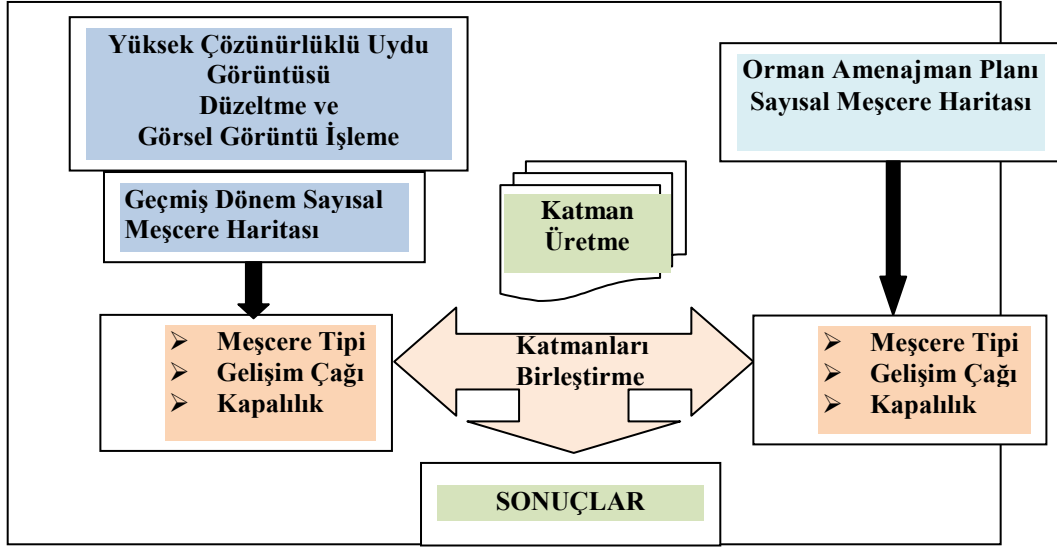 Yüksek Çözünürlüklü Uydu
Görüntüsü
Düzeltme ve
Görsel Görüntü İşleme
Geçmiş Dönem Sayısal
Meşcere Haritası
Orman Amenajman Planı
Sayısal Meşcere Haritası
Katman
Üretme
➢ Meşcere Tipi
➢ Gelişim Çağı
➢ Kapalılık
Katmanları
Birleştirme
➢ Meşcere Tipi
➢ Gelişim Çağı
➢ Kapalılık
SONUÇLAR